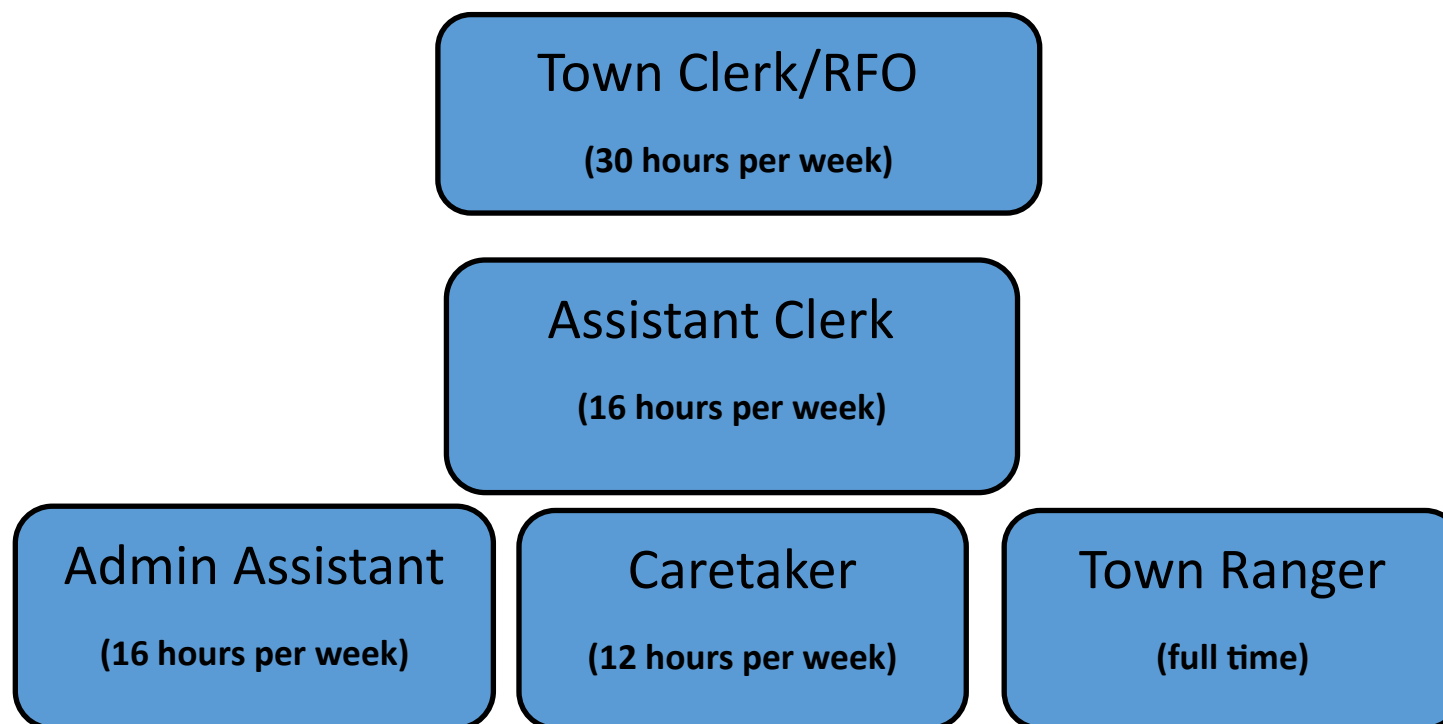 Town Clerk/RFO
(30 hours per week)
Assistant Clerk
(16 hours per week)
Admin Assistant
(16 hours per week)
Caretaker
(12 hours per week)
Town Ranger
(full time)